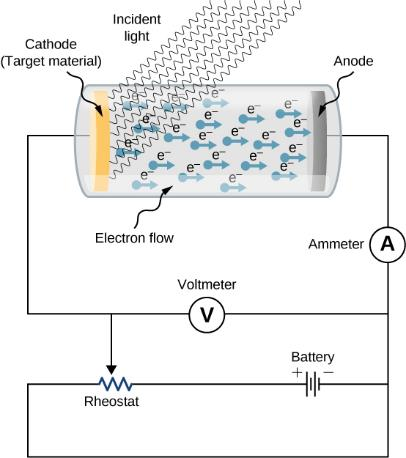 Incident
light
Cathode
(Target material)
Anode
e⁻ e⁻ e⁻
e⁻ e⁻ e⁻
e⁻ e⁻ e⁻ e⁻ e⁻
e⁻ e⁻ e⁻ e⁻
e⁻ e⁻
Electron flow
Ammeter
A
Voltmeter
V
Battery
+ −
Rheostat